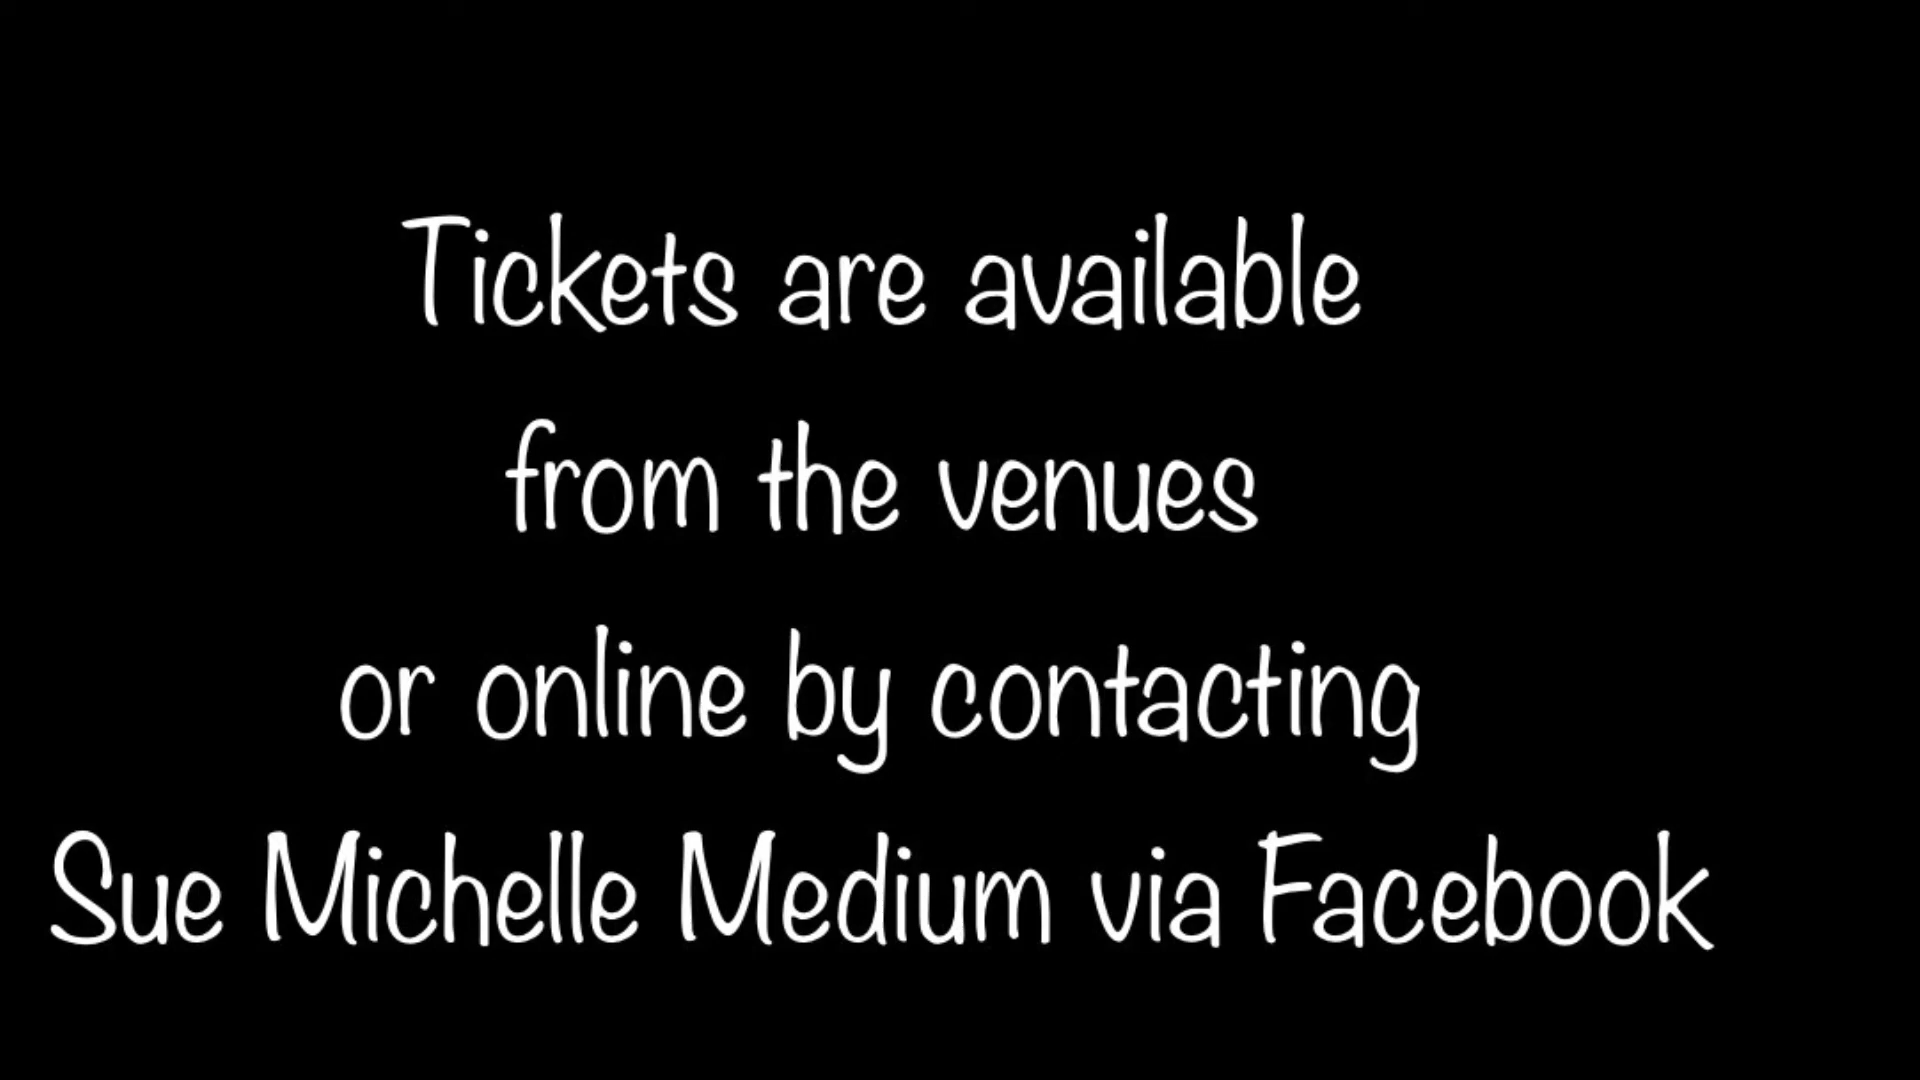 Tickets are available
from the venues
or online by contacting
Sue Michelle Medium via Facebook